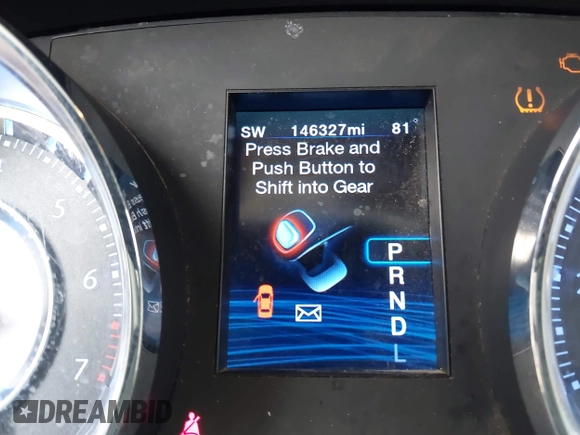 SW 146327mi 81°
Press Brake and
Push Button to
Shift into Gear
P
R
N
D
L
5
6
7
DREAMBID